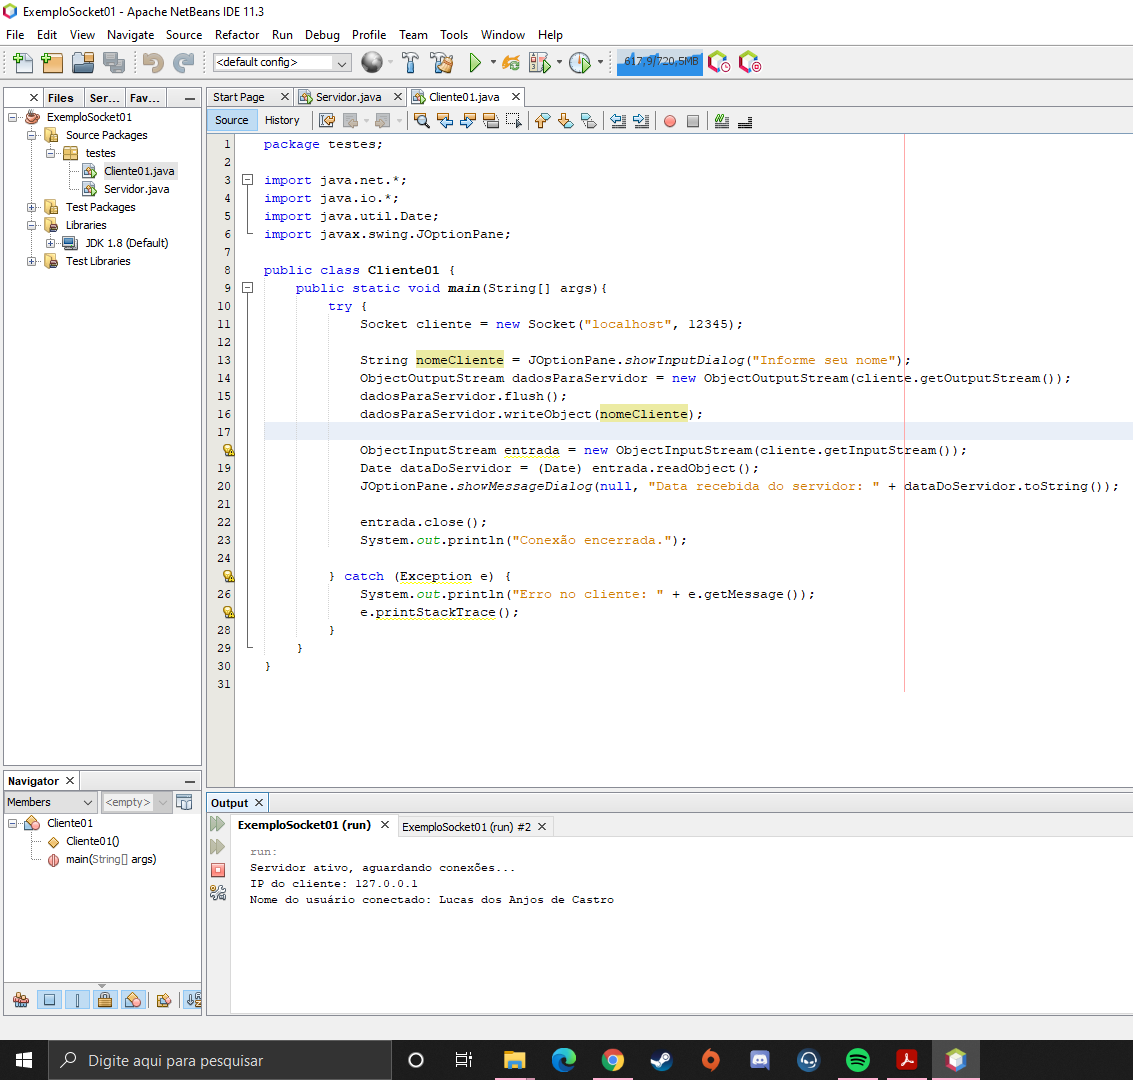 ExemploSocket01 - Apache NetBeans IDE 11.3
File Edit View Navigate Source Refactor Run Debug Profile Team Tools Window Help
<default config>
617,9/720,5MB
Files Ser... Fav...
Start Page Servidor.java Cliente01.java
Source History
ExemploSocket01
Source Packages
testes
Cliente01.java
Servidor.java
Test Packages
Libraries
JDK 1.8 (Default)
Test Libraries
1 package testes;
2
3 import java.net.*;
4 import java.io.*;
5 import java.util.Date;
6 import javax.swing.JOptionPane;
7
8 public class Cliente01 {
9 public static void main(String[] args){
10 try {
11 Socket cliente = new Socket("localhost", 12345);
12
13 String nomeCliente = JOptionPane.showInputDialog("Informe seu nome");
14 ObjectOutputStream dadosParaServidor = new ObjectOutputStream(cliente.getOutputStream());
15 dadosParaServidor.flush();
16 dadosParaServidor.writeObject(nomeCliente);
17
ObjectInputStream entrada = new ObjectInputStream(cliente.getInputStream());
19 Date dataDoServidor = (Date) entrada.readObject();
20 JOptionPane.showMessageDialog(null, "Data recebida do servidor: " + dataDoServidor.toString());
21
22 entrada.close();
23 System.out.println("Conexão encerrada.");
24
} catch (Exception e) {
26 System.out.println("Erro no cliente: " + e.getMessage());
e.printStackTrace();
28 }
29 }
30 }
31
Navigator
Members <empty>
Cliente01
Cliente01()
main(String[] args)
Output
ExemploSocket01 (run) ExemploSocket01 (run) #2
run:
Servidor ativo, aguardando conexões...
IP do cliente: 127.0.0.1
Nome do usuário conectado: Lucas dos Anjos de Castro
Digite aqui para pesquisar